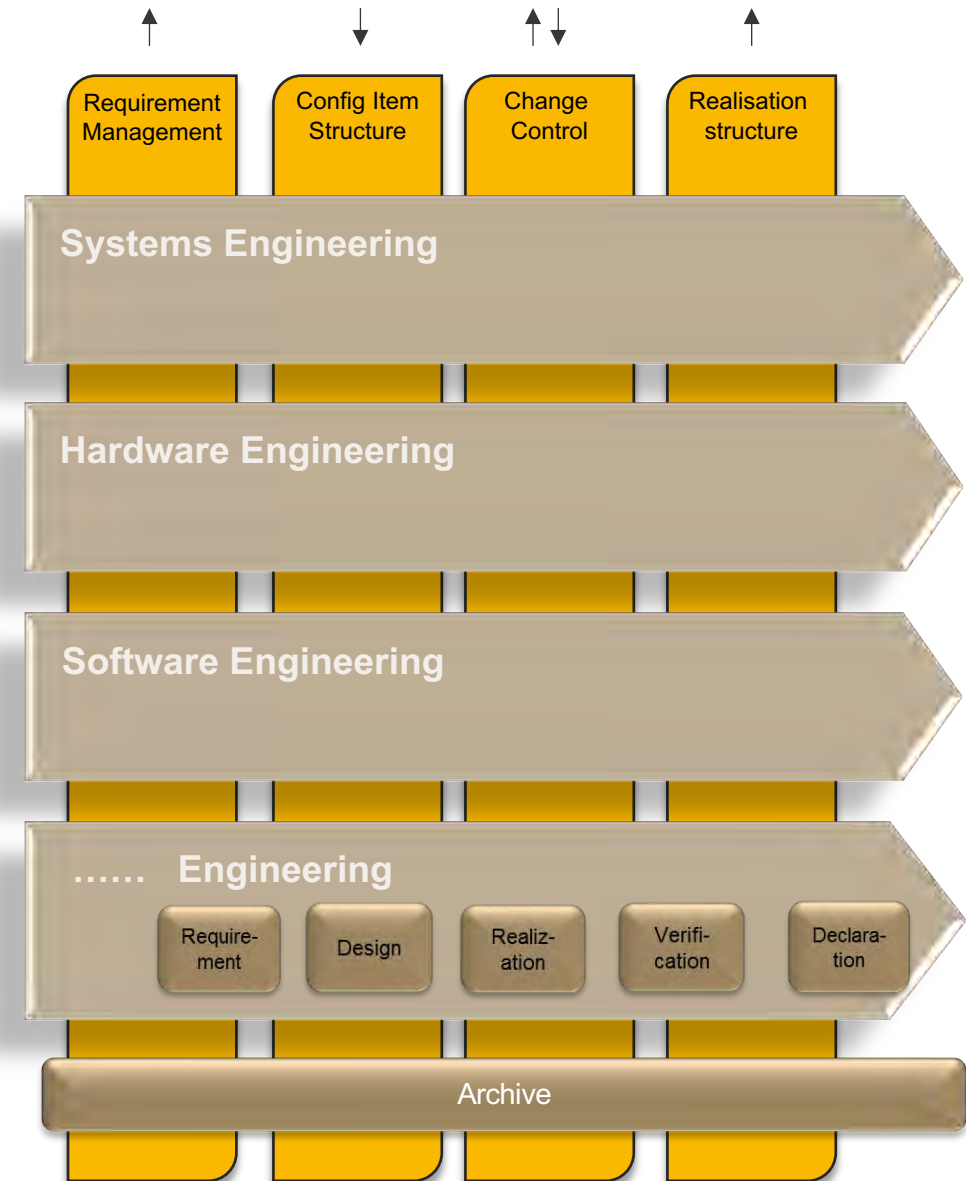 Requirement
Management
Config Item
Structure
Change
Control
Realisation
structure
Systems Engineering
Hardware Engineering
Software Engineering
...... Engineering
Require-
ment
Design
Realiz-
ation
Verifi-
cation
Declara-
tion
Archive